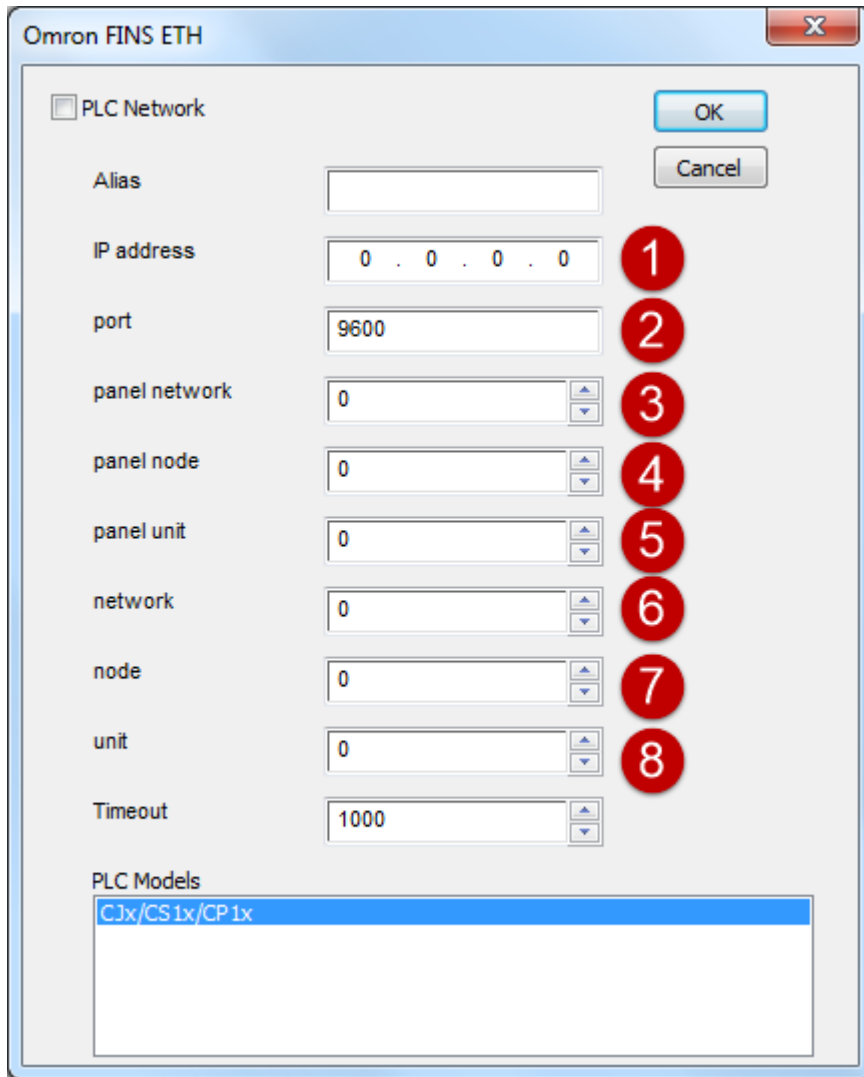 Omron FINS ETH
PLC Network
OK
Cancel
Alias
IP address 0 . 0 . 0 . 0 1
port 9600 2
panel network 0 3
panel node 0 4
panel unit 0 5
network 0 6
node 0 7
unit 0 8
Timeout 1000
PLC Models
CJx/CS1x/CP1x